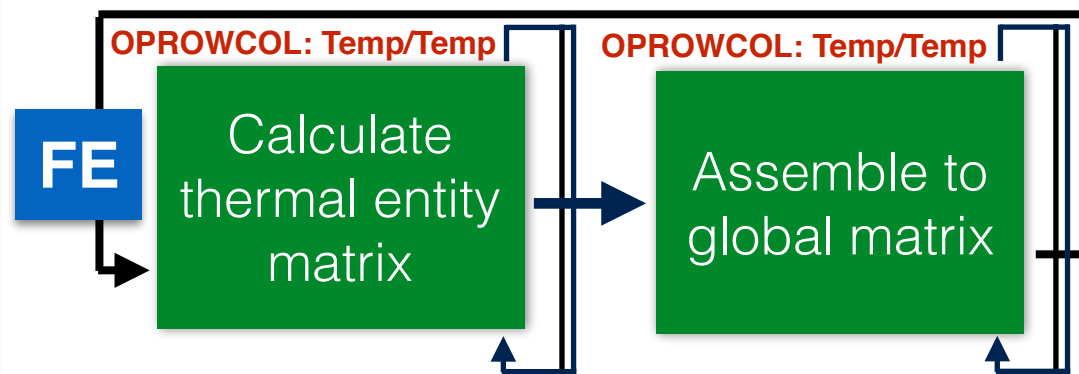 OPROWCOL: Temp/Temp
OPROWCOL: Temp/Temp
FE
Calculate
thermal entity
matrix
Assemble to
global matrix